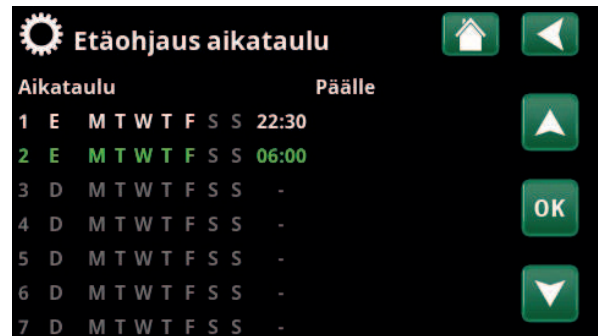 Etäohjaus aikataulu
Aikataulu Päälle
1 E M T W T F S S 22:30
2 E M T W T F S S 06:00
3 D M T W T F S S -
4 D M T W T F S S -
5 D M T W T F S S -
6 D M T W T F S S -
7 D M T W T F S S -
OK